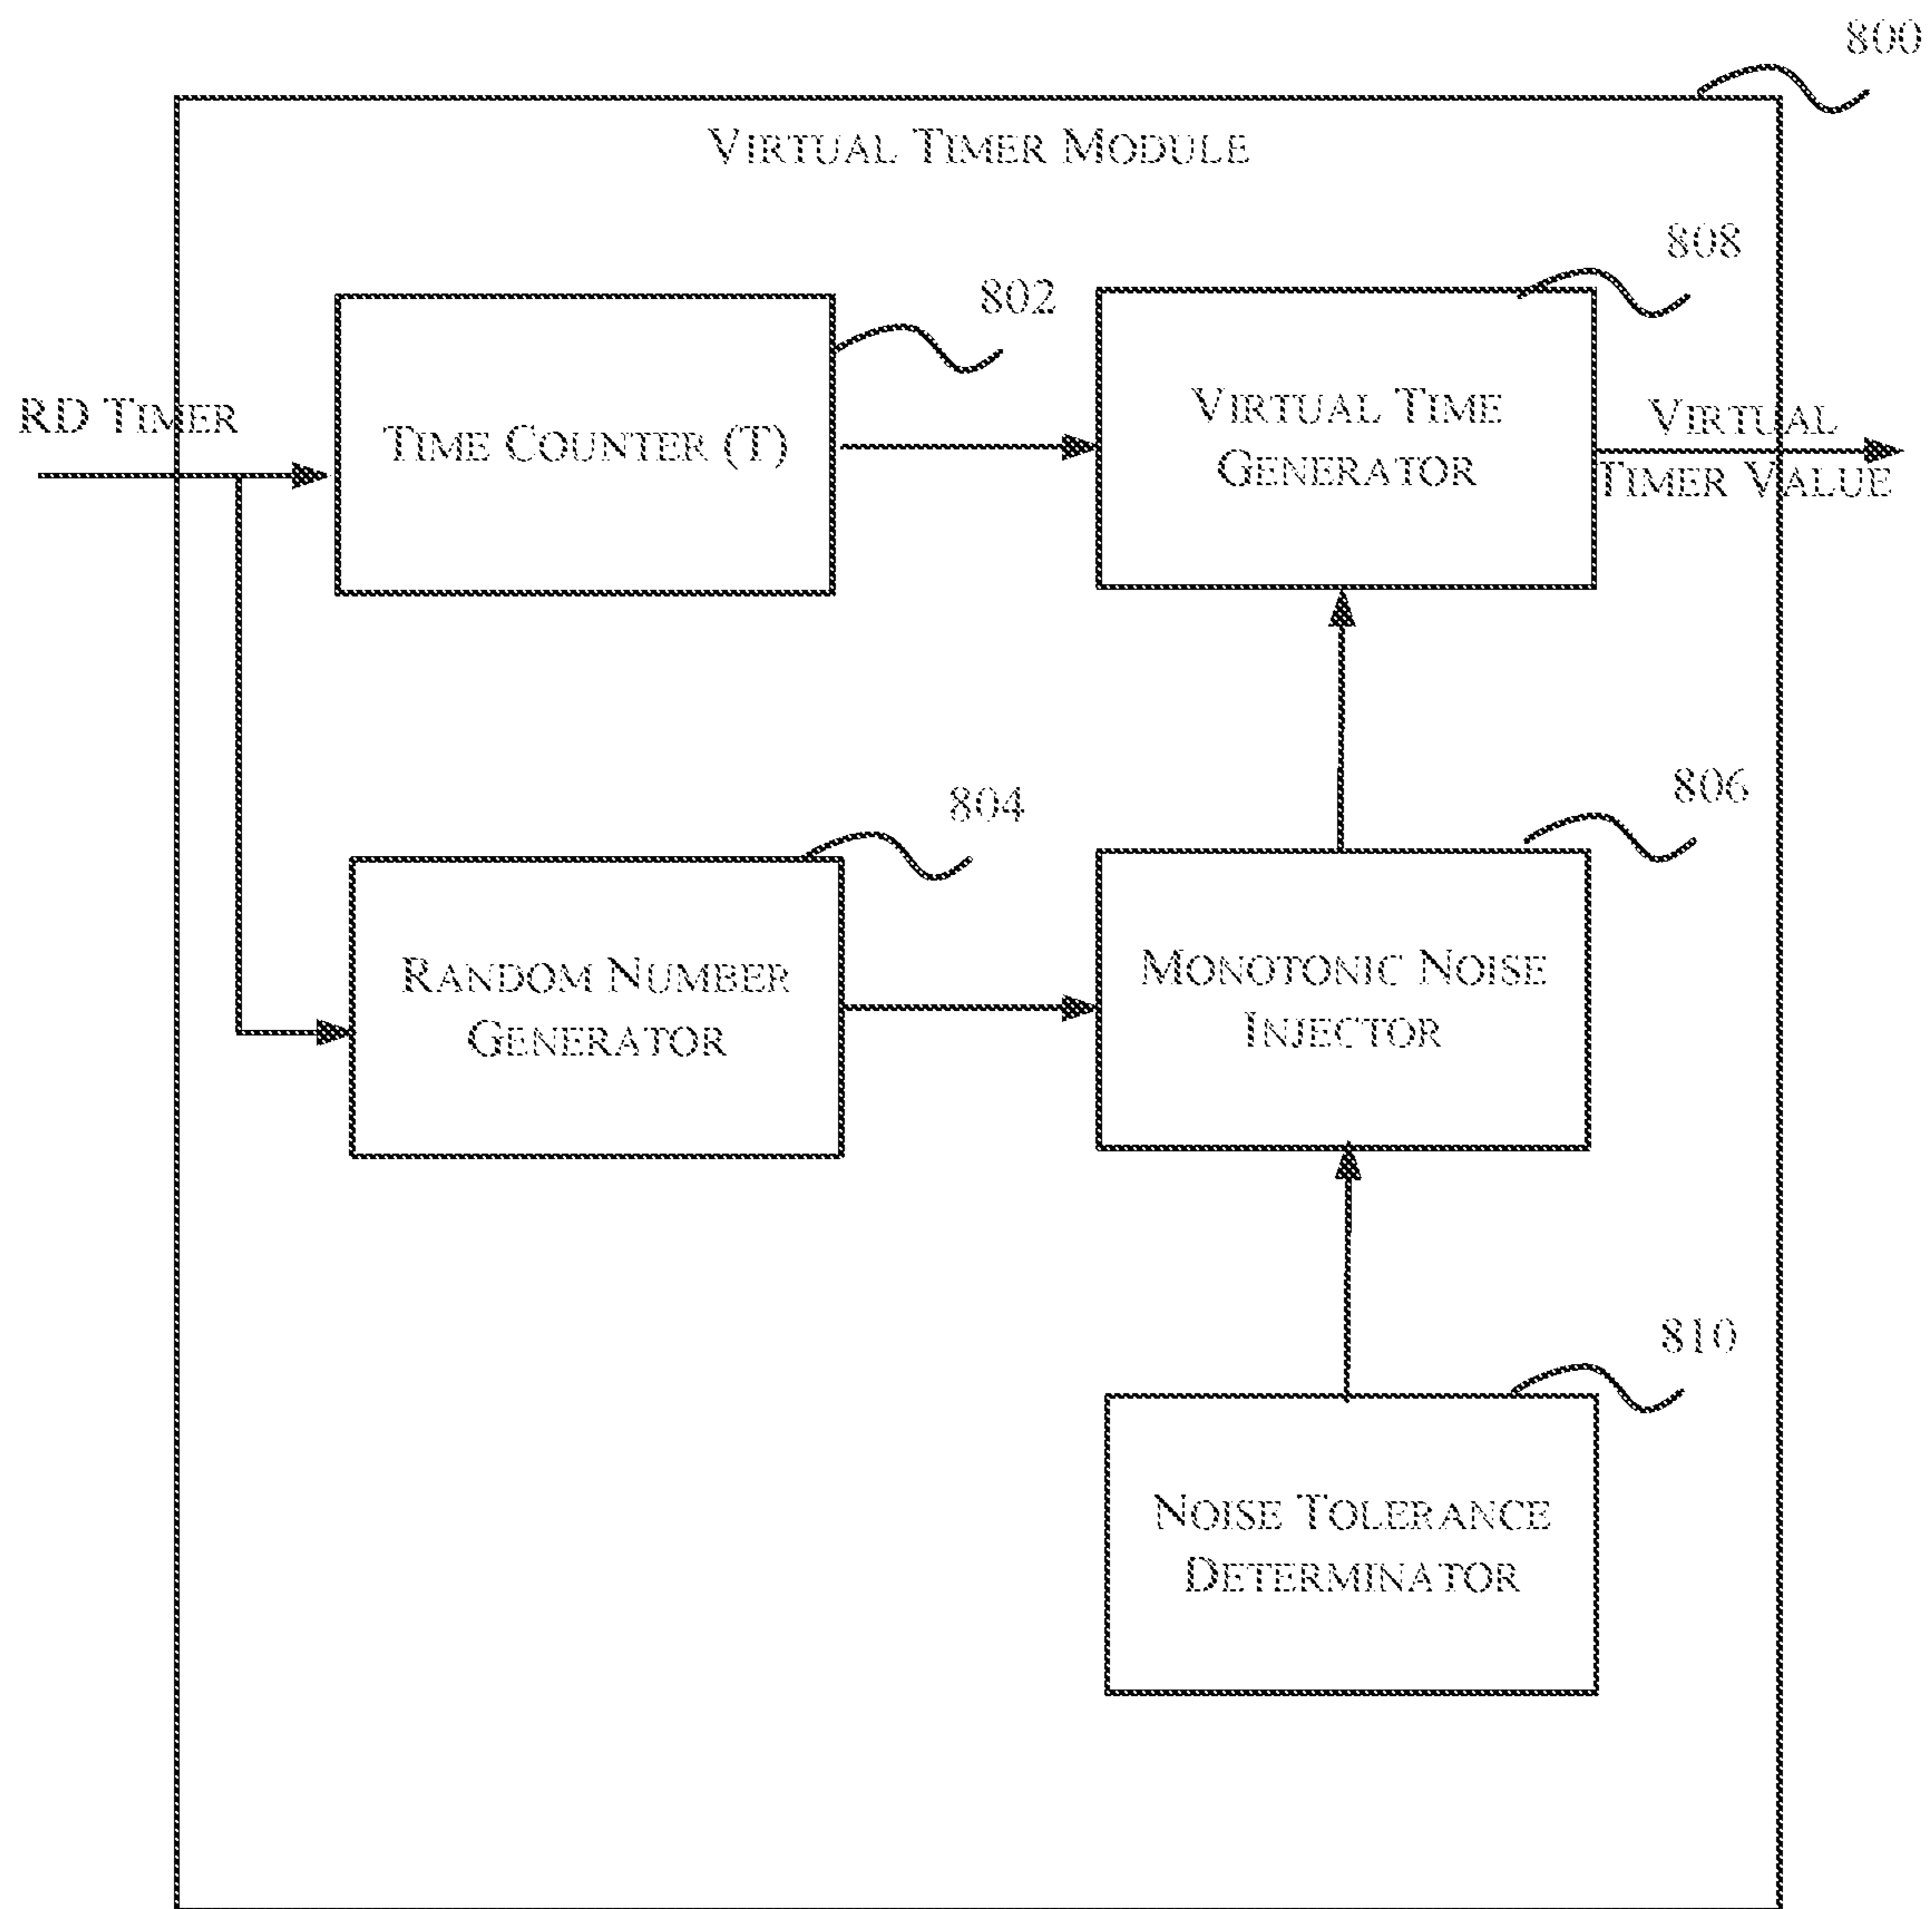 800
VIRTUAL TIMER MODULE
808
802
RD TIMER
TIME COUNTER (T)
VIRTUAL TIME
GENERATOR
VIRTUAL
TIMER VALUE
804
806
RANDOM NUMBER
GENERATOR
MONOTONIC NOISE
INJECTOR
810
NOISE TOLERANCE
DETERMINATOR